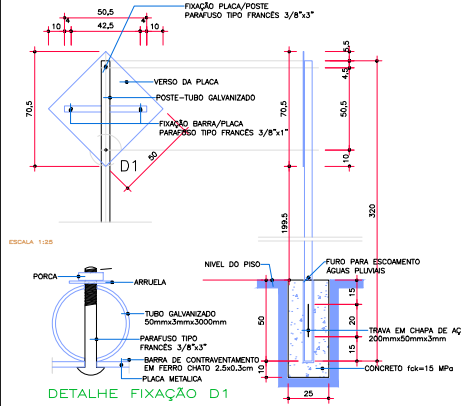 FIXAÇÃO PLACA/POSTE
PARAFUSO TIPO FRANCÊS 3/8"x3"
50,5
10
4
42,5
4
10
VERSO DA PLACA
POSTE-TUBO GALVANIZADO
70,5
FIXAÇÃO BARRA/PLACA
PARAFUSO TIPO FRANCÊS 3/8"x1"
D1
50
5,5
4,5
70,5
50,5
10
320
199.5
ESCALA 1:25
NIVEL DO PISO
FURO PARA ESCOAMENTO
ÁGUAS PLUVIAIS
PORCA
ARRUELA
TUBO GALVANIZADO
50mmx3mmx3000mm
PARAFUSO TIPO
FRANCÊS 3/8"x3"
BARRA DE CONTRAVENTAMENTO
EM FERRO CHATO 2.5x0.3cm
PLACA METALICA
50
10
15
20
15
TRAVA EM CHAPA DE AÇ
200mmx50mmx3mm
CONCRETO fck=15 MPa
25
DETALHE FIXAÇÃO D1